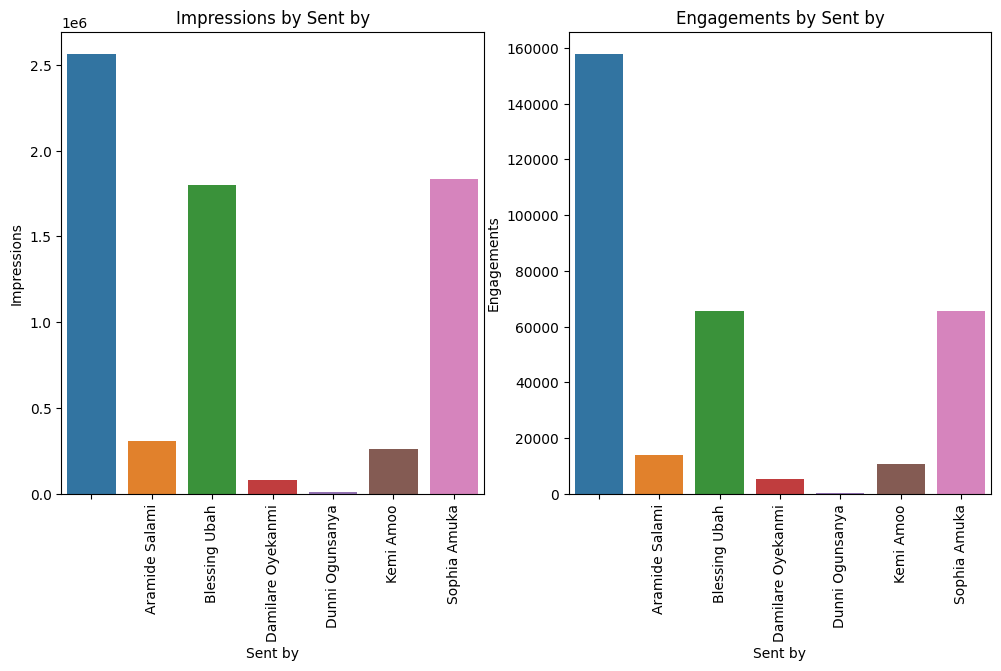 Impressions by Sent by
1e6
2.5
2.0
1.5
1.0
0.5
0.0
Impressions
Aramide Salami
Blessing Ubah
Damilare Oyekanmi
Dunni Ogunsanya
Kemi Amoo
Sophia Amuka
Sent by
Engagements by Sent by
160000
140000
120000
100000
80000
60000
40000
20000
0
Engagements
Aramide Salami
Blessing Ubah
Damilare Oyekanmi
Dunni Ogunsanya
Kemi Amoo
Sophia Amuka
Sent by